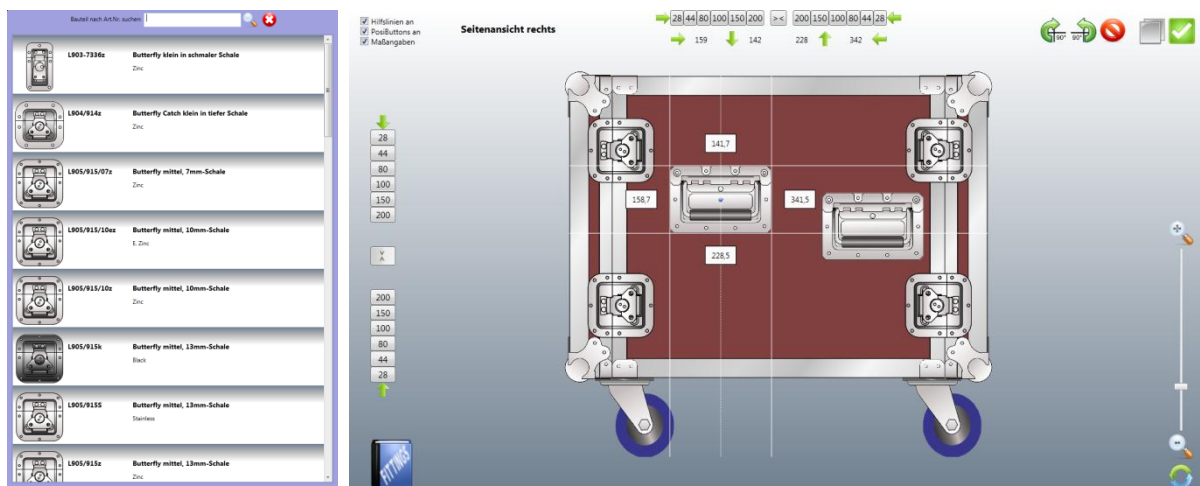 Bauteil nach Art.Nr. suchen:
L903-7336z Butterfly klein in schmaler Schale
Zinc
L904/914z Butterfly Catch klein in tiefer Schale
Zinc
L905/915/07z Butterfly mittel, 7mm-Schale
Zinc
L905/915/10ez Butterfly mittel, 10mm-Schale
E. Zinc
L905/915/10z Butterfly mittel, 10mm-Schale
Zinc
L905/915k Butterfly mittel, 13mm-Schale
Black
L905/915S Butterfly mittel, 13mm-Schale
Stainless
L905/915z Butterfly mittel, 13mm-Schale
Zinc
Hilfslinien an
PosiButtons an
Maßangaben
Seitenansicht rechts
28 44 80 100 150 200 > < 200 150 100 80 44 28
159 142 228 342
90° 90°
28
44
80
100
150
200
200
150
100
80
44
28
141,7
158,7 341,5
228,5
FITTINGS